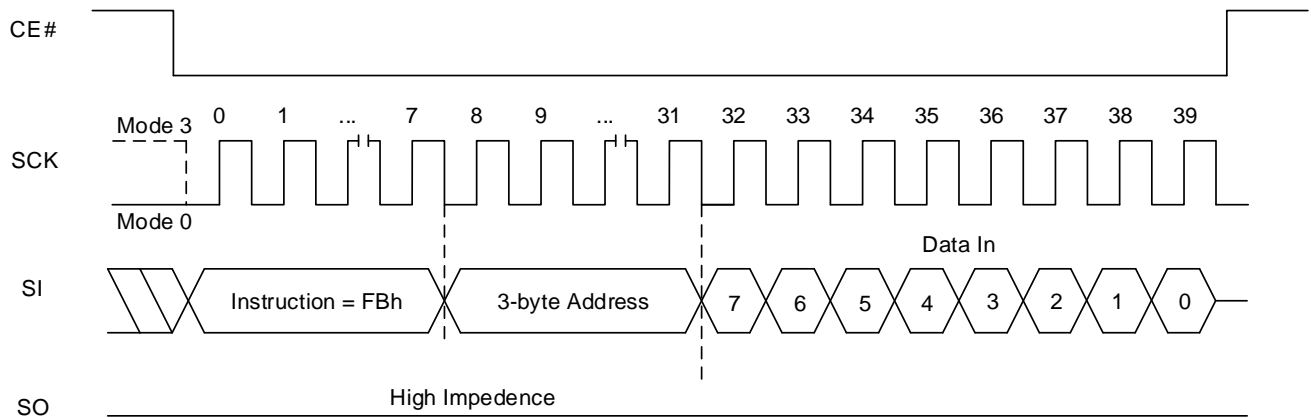 CE#
0 1 ... 7 8 9 ... 31 32 33 34 35 36 37 38 39
Mode 3
SCK
Mode 0
Data In
SI
Instruction = FBh 3-byte Address 7 6 5 4 3 2 1 0
High Impedence
SO